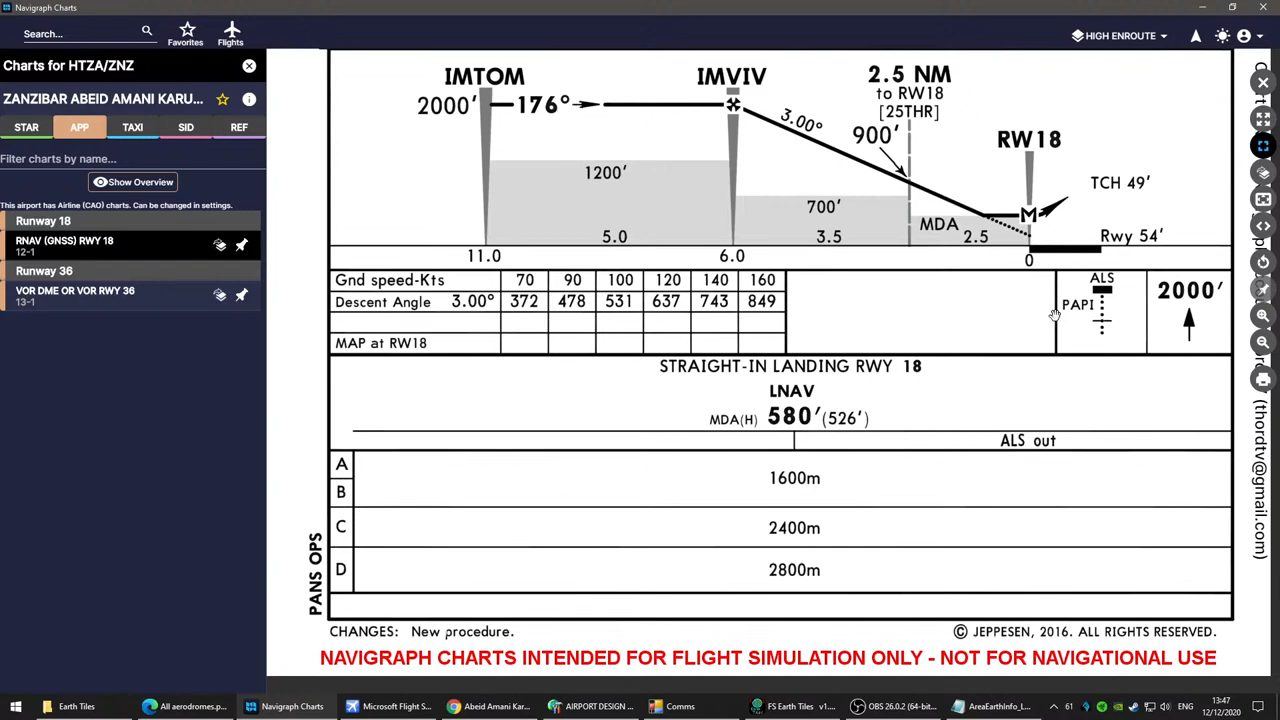 Navigraph Charts
Search...
Favorites
Flights
HIGH ENROUTE
Charts for HTZA/ZNZ
ZANZIBAR ABEID AMANI KARU...
STAR
APP
TAXI
SID
REF
Filter charts by name...
Show Overview
This airport has Airline (CAO) charts. Can be changed in settings.
Runway 18
RNAV (GNSS) RWY 18
12-1
Runway 36
VOR DME OR VOR RWY 36
13-1
IMTOM
IMVIV
2.5 NM
to RW18
[25THR]
2000' 176°
3.00°
900'
RW18
TCH 49'
1200'
700'
MDA
M
5.0
3.5
2.5
Rwy 54'
11.0
6.0
0
Gnd speed-Kts 70 90 100 120 140 160
Descent Angle 3.00° 372 478 531 637 743 849
MAP at RW18
ALS
PAPI
2000'
STRAIGHT-IN LANDING RWY 18
LNAV
MDA(H) 580'(526')
ALS out
A
B
1600m
C
2400m
D
2800m
PANS OPS
CHANGES: New procedure.
© JEPPESEN, 2016. ALL RIGHTS RESERVED.
NAVIGRAPH CHARTS INTENDED FOR FLIGHT SIMULATION ONLY - NOT FOR NAVIGATIONAL USE
(thordtv@gmail.com)
Earth Tiles
All aerodromes.p...
Navigraph Charts
Microsoft Flight S...
Abeid Amani Kar...
AIRPORT DESIGN ...
Comms
FS Earth Tiles v1....
OBS 26.0.2 (64-bit...
AreaEarthInfo_L...
61
13:47
12/12/2020